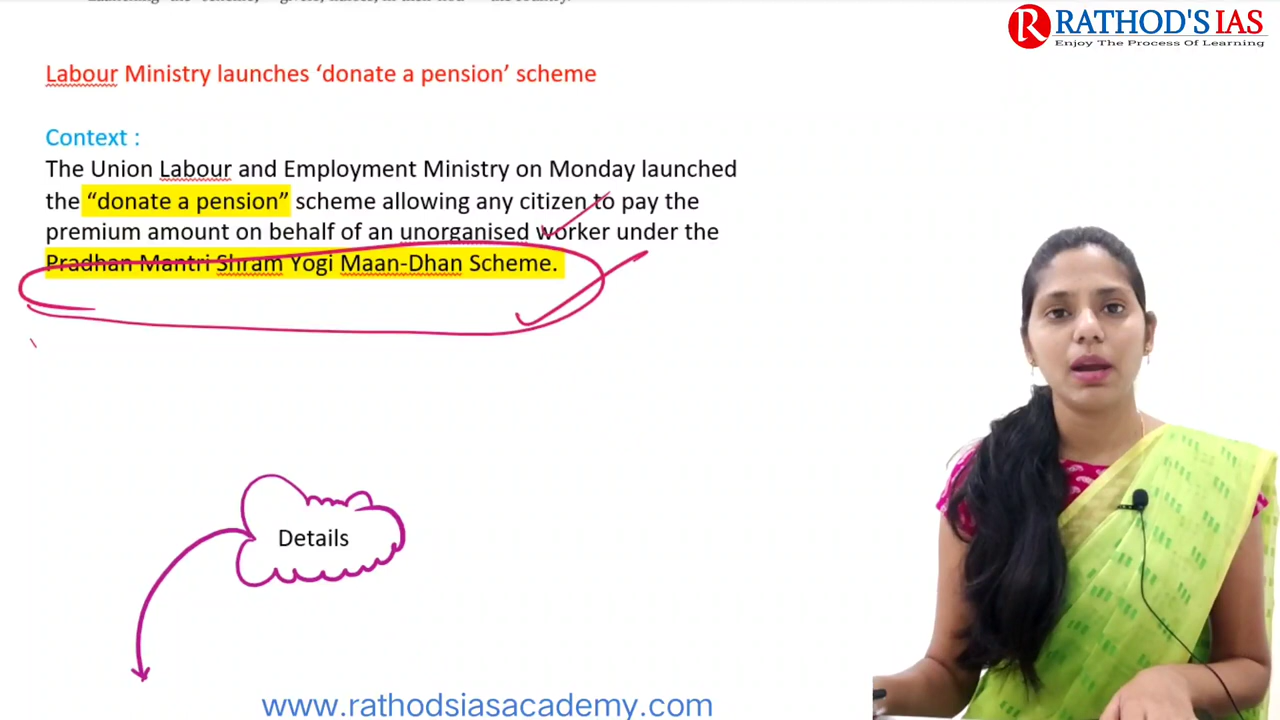 RATHOD'S IAS
Enjoy The Process Of Learning
Labour Ministry launches ‘donate a pension’ scheme
Context :
The Union Labour and Employment Ministry on Monday launched
the “donate a pension” scheme allowing any citizen to pay the
premium amount on behalf of an unorganised worker under the
Pradhan Mantri Shram Yogi Maan-Dhan Scheme.
Details
www.rathodsiasacademy.com